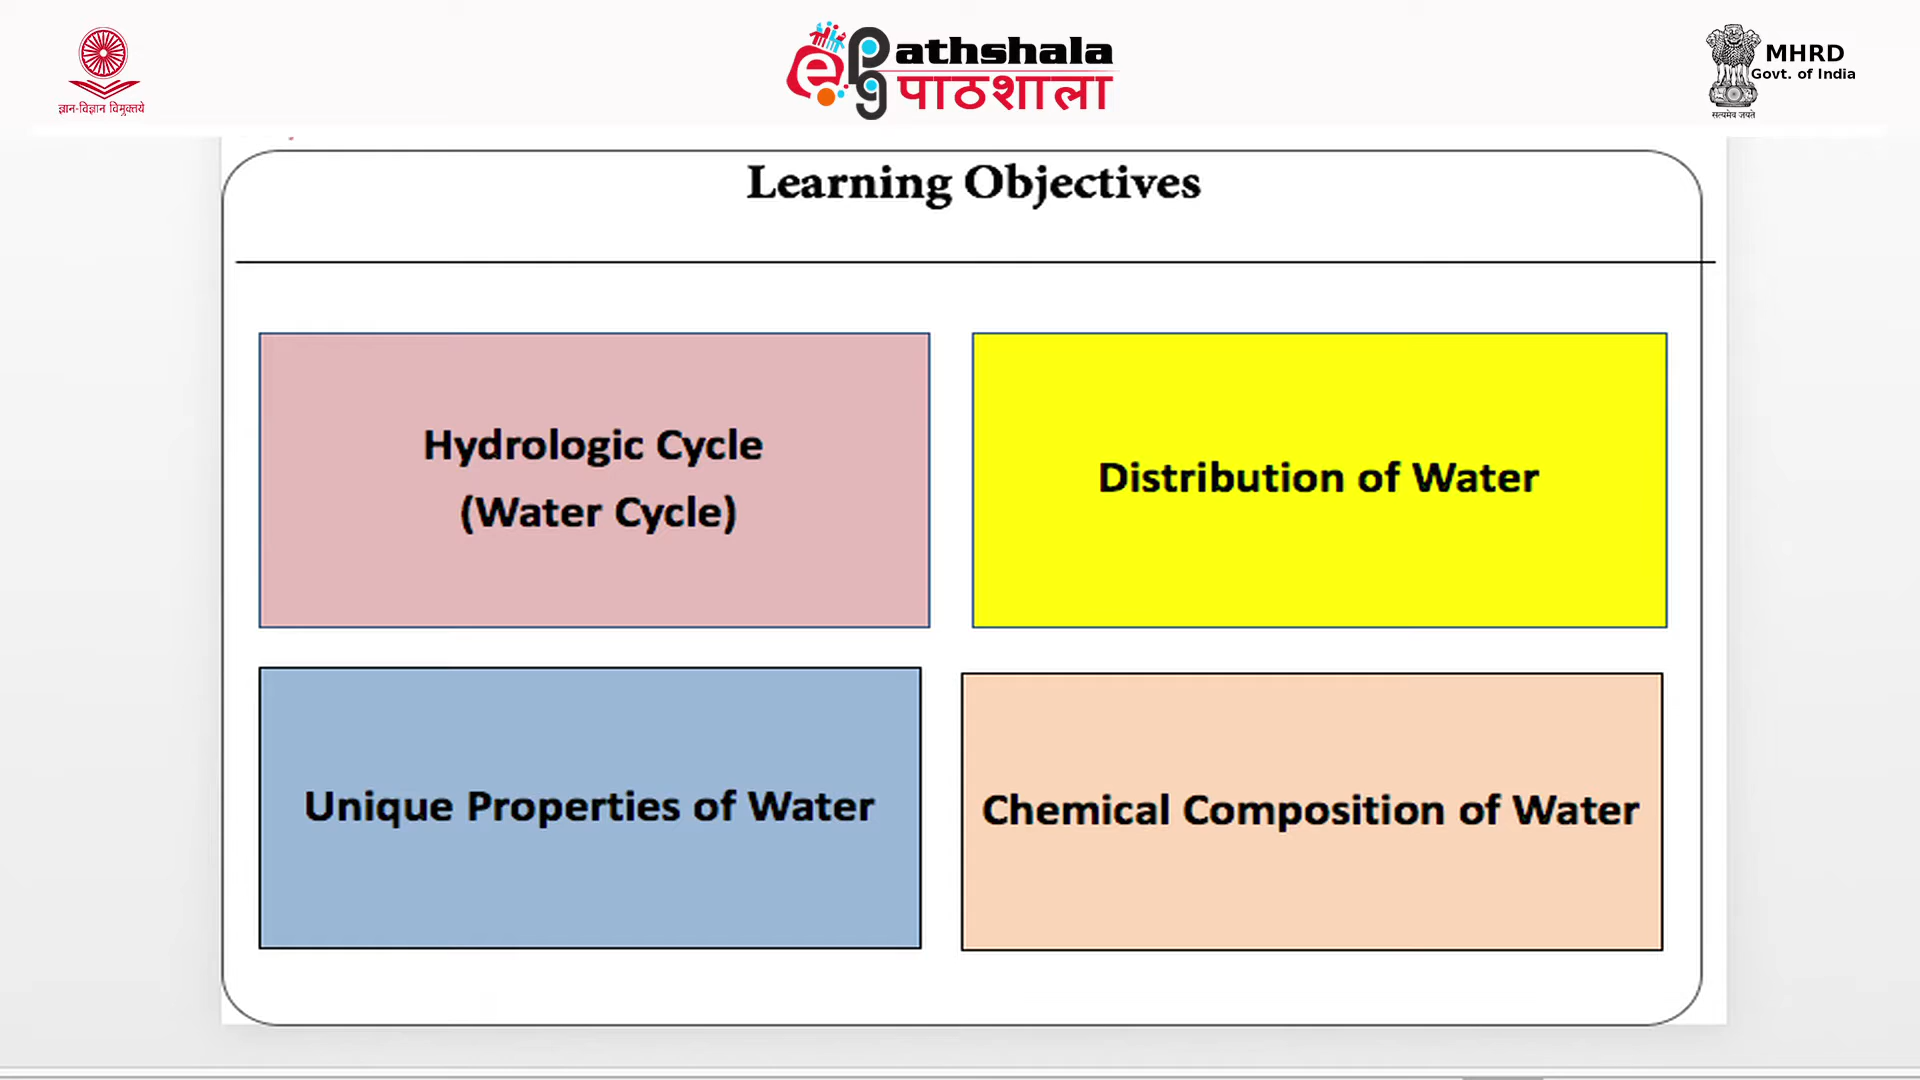 ज्ञान-विज्ञान विमुक्तये
ePGpathshala
पाठशाला
MHRD
Govt. of India
सत्यमेव जयते
Learning Objectives
Hydrologic Cycle
(Water Cycle)
Distribution of Water
Unique Properties of Water
Chemical Composition of Water